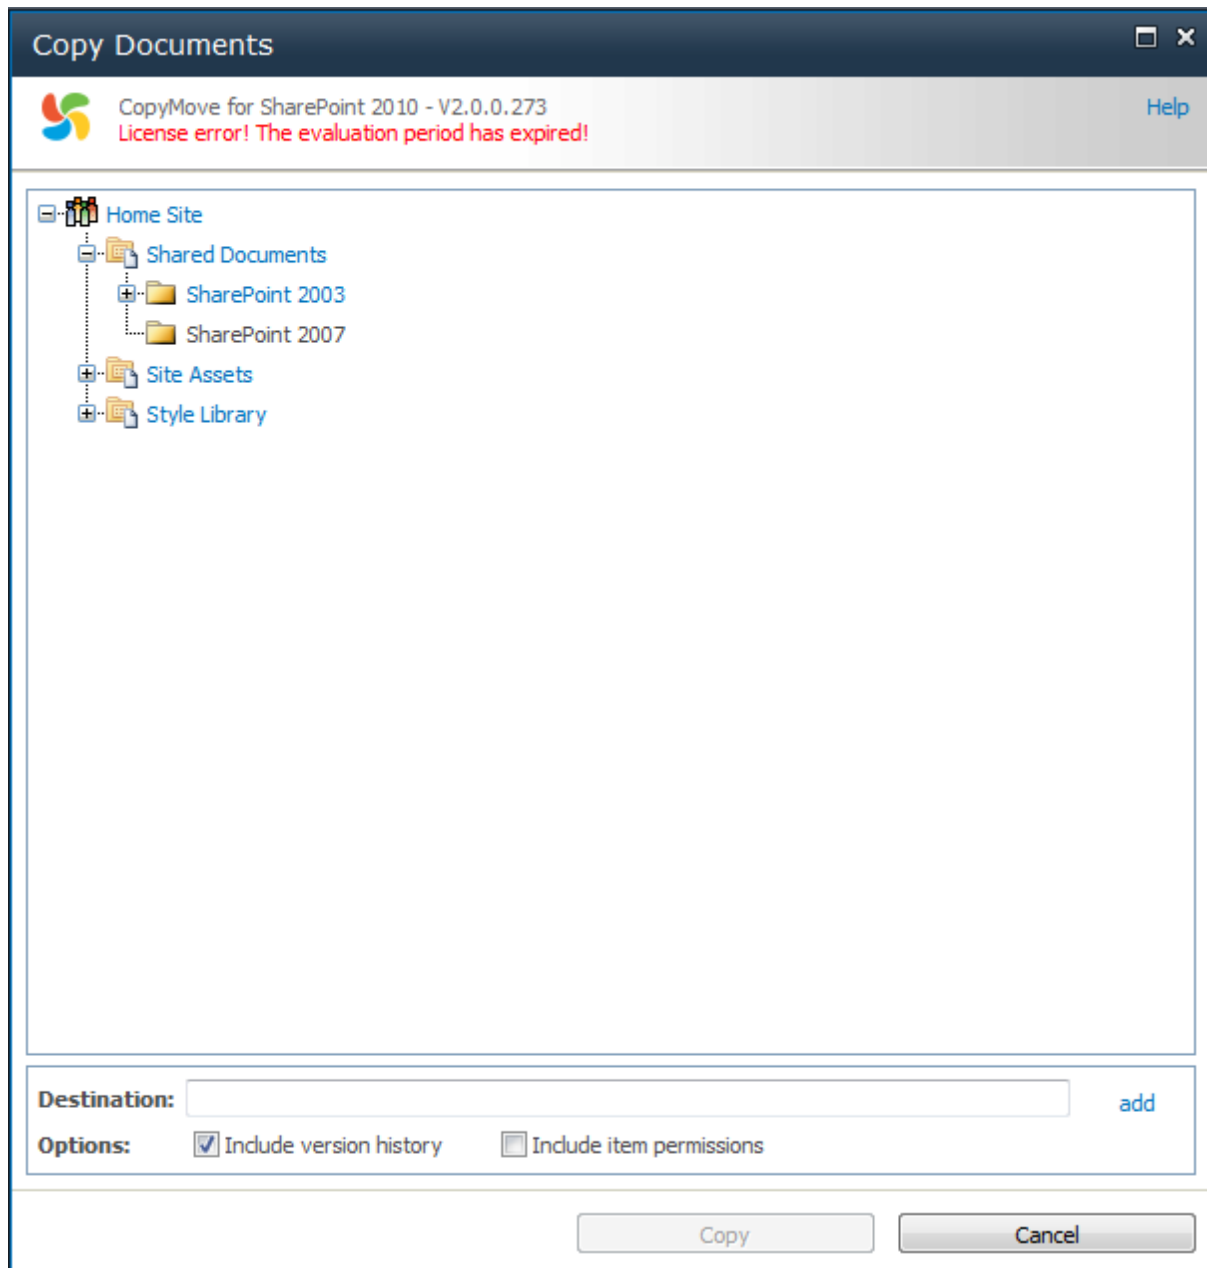 Copy Documents
CopyMove for SharePoint 2010 - V2.0.0.273
Help
License error! The evaluation period has expired!
Home Site
Shared Documents
SharePoint 2003
SharePoint 2007
Site Assets
Style Library
Destination:
add
Options: Include version history Include item permissions
Copy Cancel